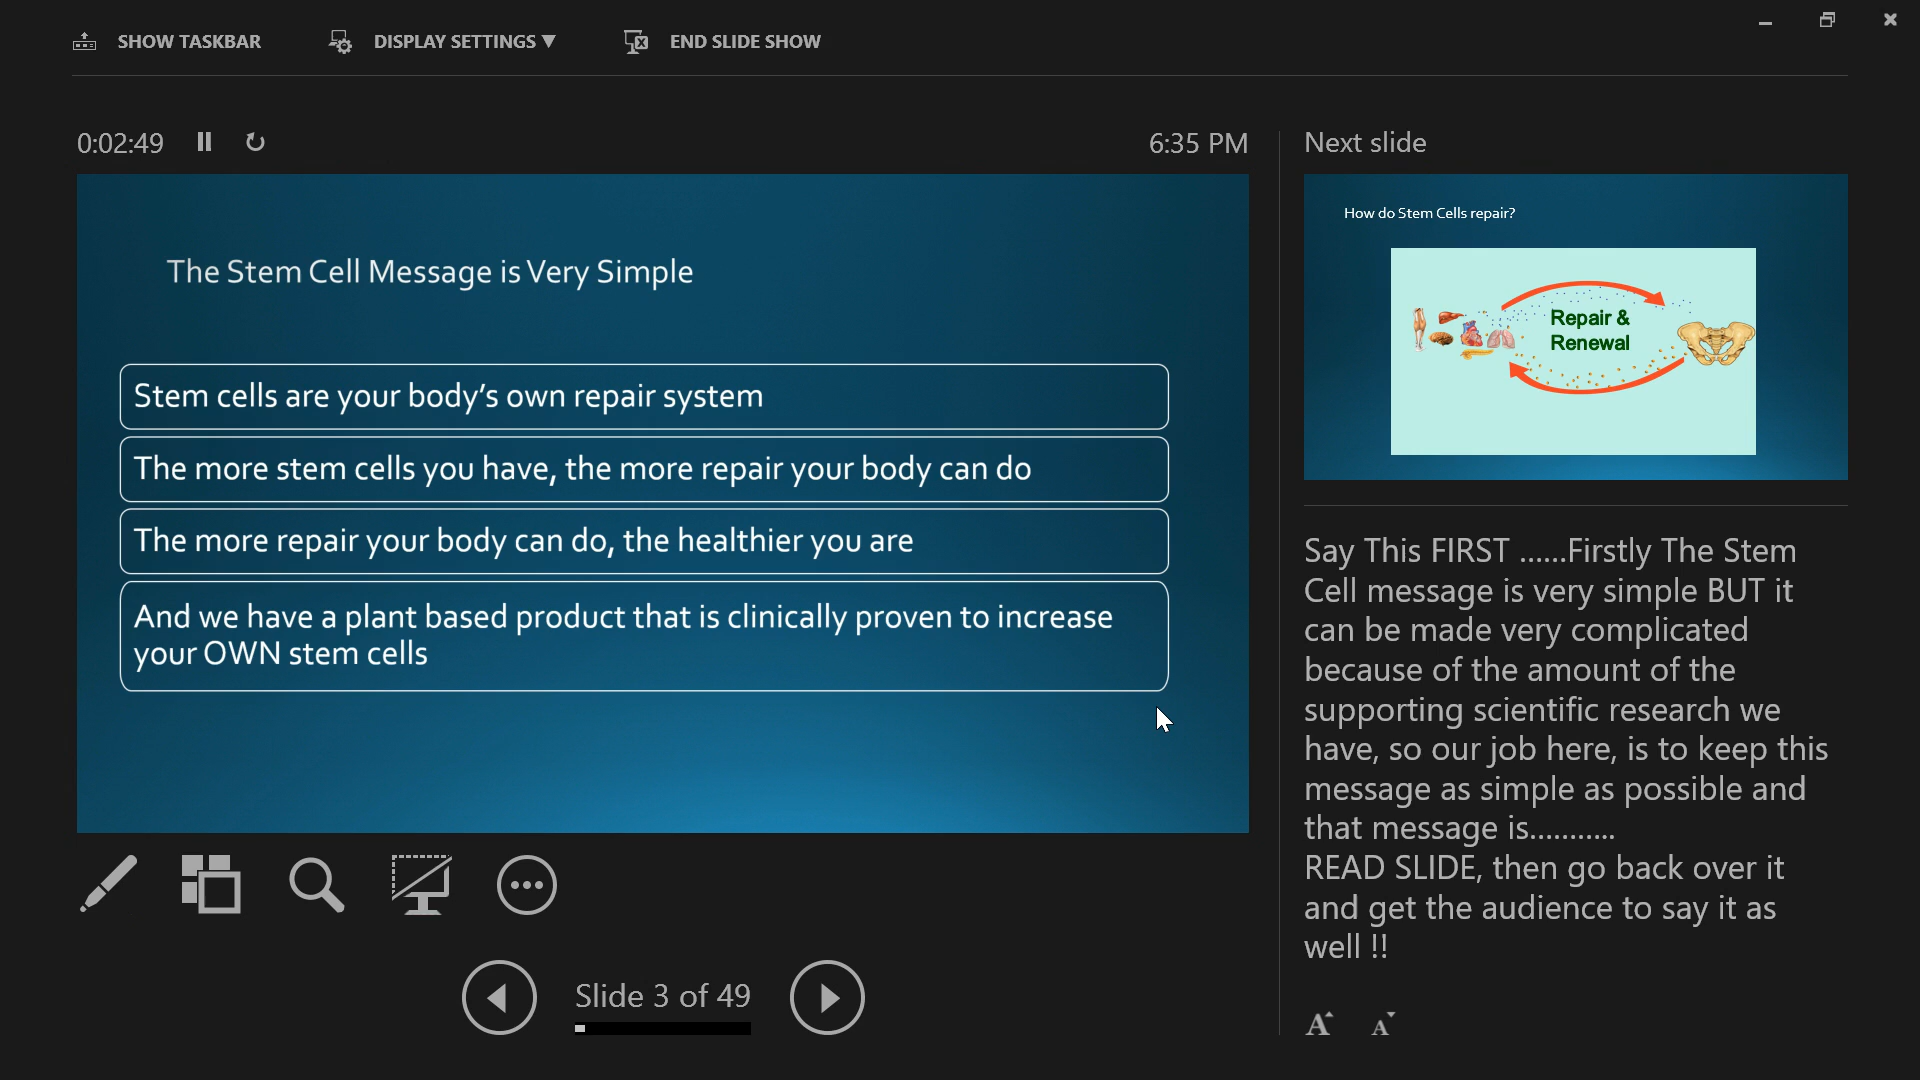 SHOW TASKBAR
DISPLAY SETTINGS ▼
END SLIDE SHOW
0:02:49
6:35 PM
The Stem Cell Message is Very Simple
Stem cells are your body's own repair system
The more stem cells you have, the more repair your body can do
The more repair your body can do, the healthier you are
And we have a plant based product that is clinically proven to increase
your OWN stem cells
Slide 3 of 49
Next slide
How do Stem Cells repair?
Repair &
Renewal
Say This FIRST ......Firstly The Stem
Cell message is very simple BUT it
can be made very complicated
because of the amount of the
supporting scientific research we
have, so our job here, is to keep this
message as simple as possible and
that message is...........
READ SLIDE, then go back over it
and get the audience to say it as
well !!
A A